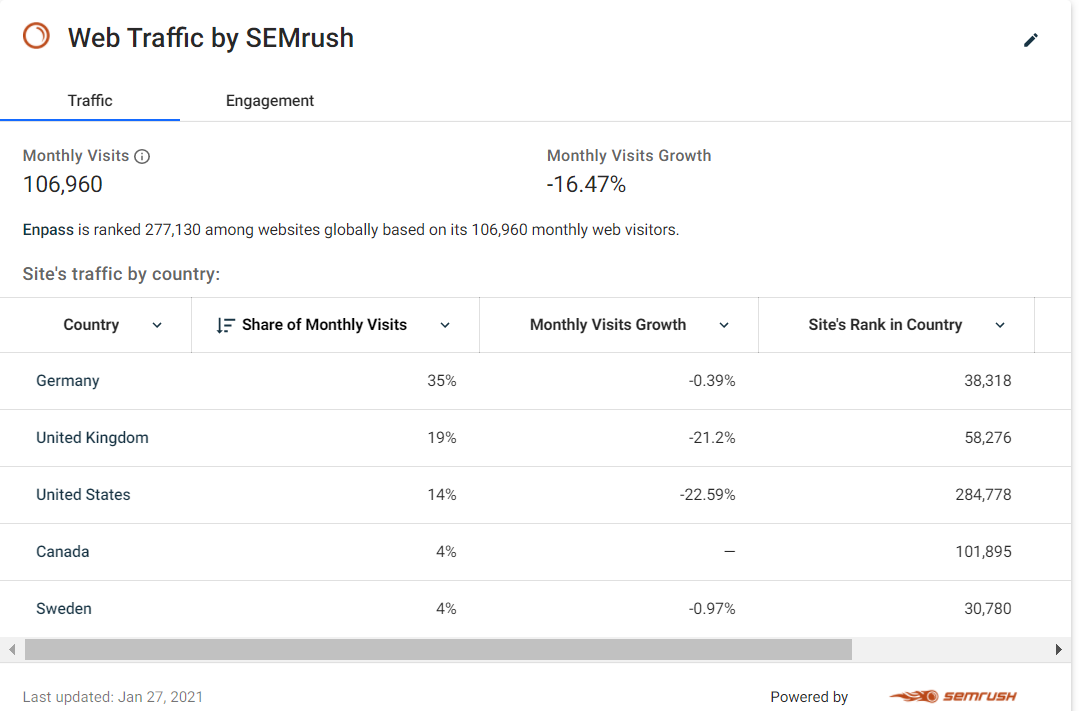 Web Traffic by SEMrush
Traffic Engagement
Monthly Visits Monthly Visits Growth
106,960 -16.47%
Enpass is ranked 277,130 among websites globally based on its 106,960 monthly web visitors.
Site's traffic by country:
Country Share of Monthly Visits Monthly Visits Growth Site's Rank in Country
Germany 35% -0.39% 38,318
United Kingdom 19% -21.2% 58,276
United States 14% -22.59% 284,778
Canada 4% — 101,895
Sweden 4% -0.97% 30,780
Last updated: Jan 27, 2021 Powered by semrush